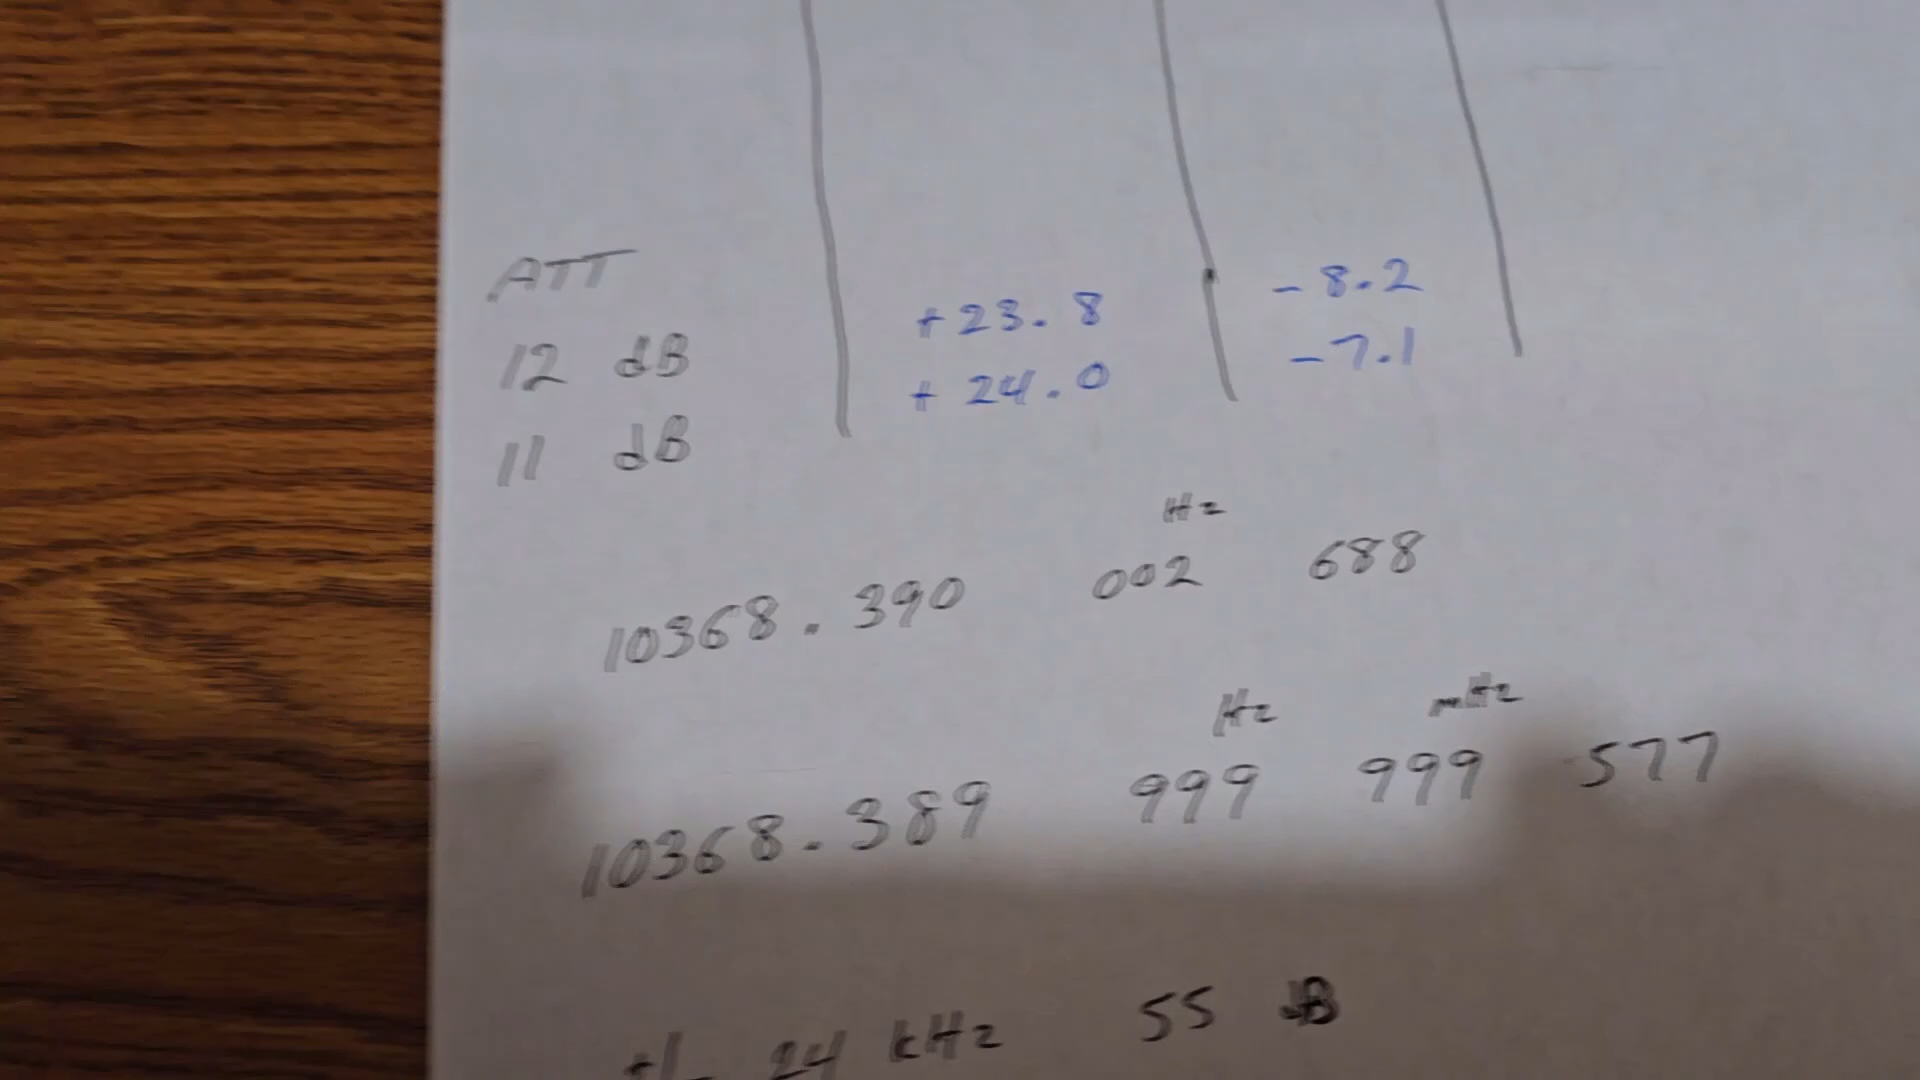 ATT
12 dB +23.8 -8.2
11 dB +24.0 -7.1
Hz
10368.390 002 688
Hz mHz
10368.389 999 999 577
+/- 24 kHz 55 dB